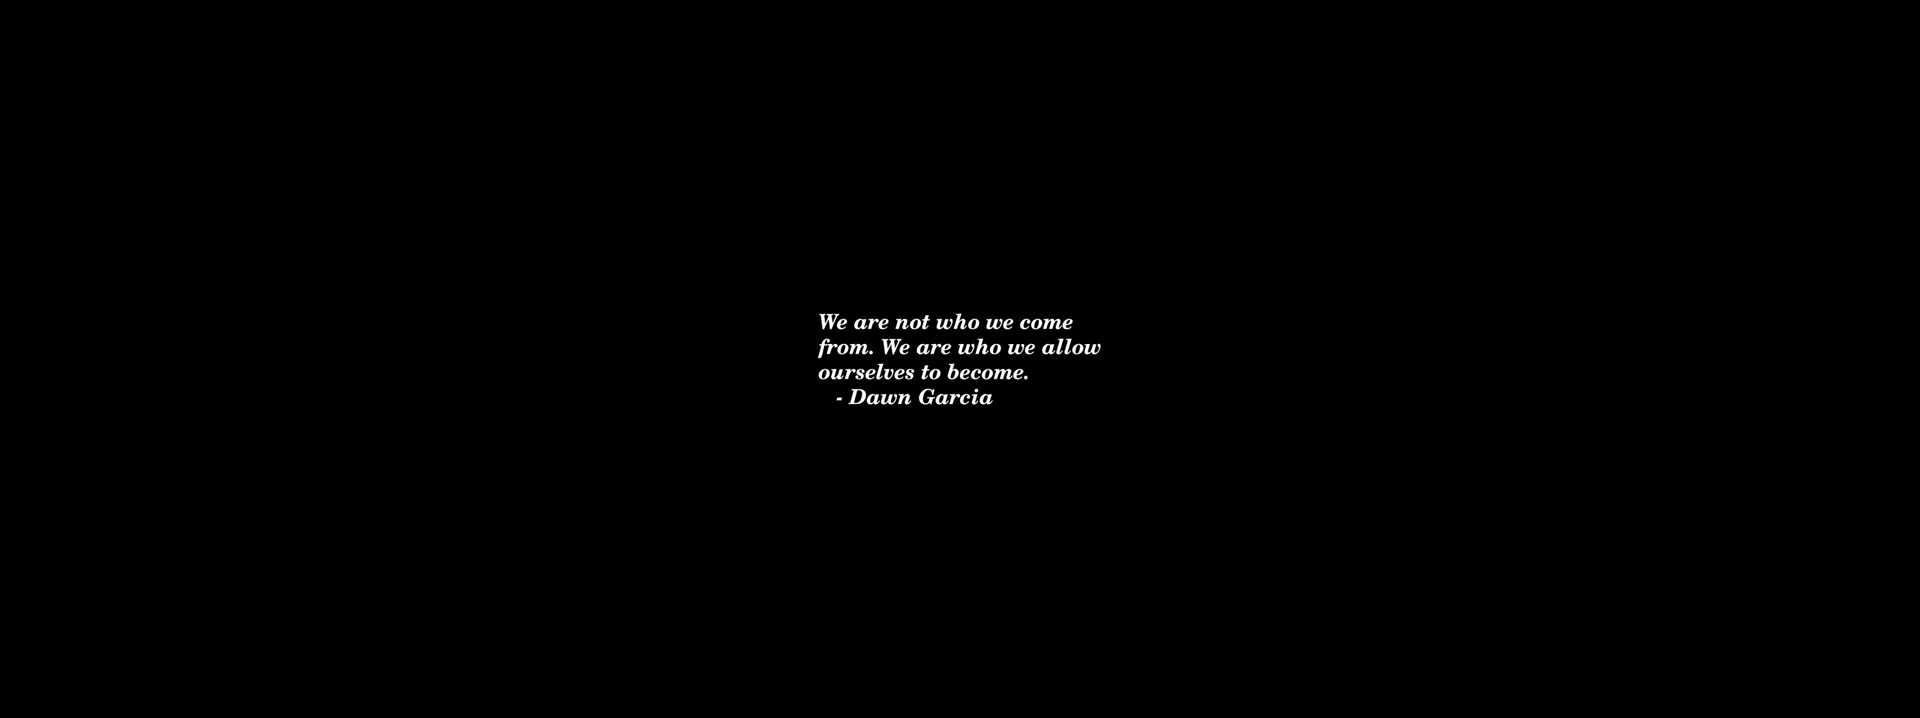 We are not who we come
from. We are who we allow
ourselves to become.
- Dawn Garcia